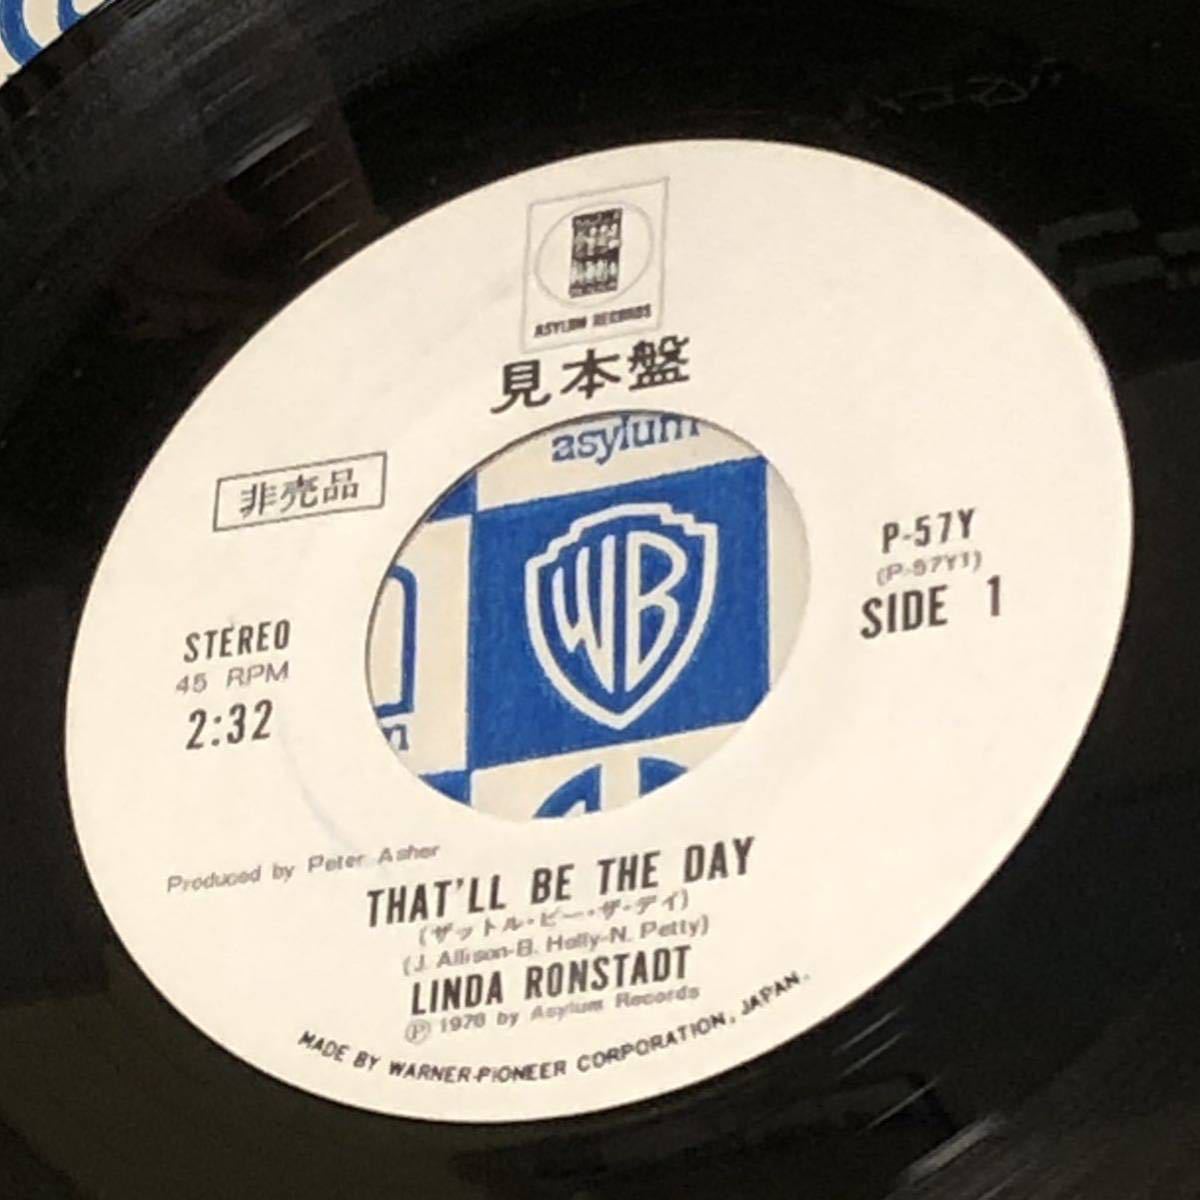 ASYLUM RECORDS
見本盤
asylum
非売品
WB
P-57Y
(P-57Y1)
SIDE 1
STEREO
45 RPM
2:32
Produced by Peter Asher
THAT'LL BE THE DAY
(ザットル・ビー・ザ・デイ)
(J. Allison-B. Holly-N. Petty)
LINDA RONSTADT
Ⓟ 1976 by Asylum Records
MADE BY WARNER-PIONEER CORPORATION, JAPAN.